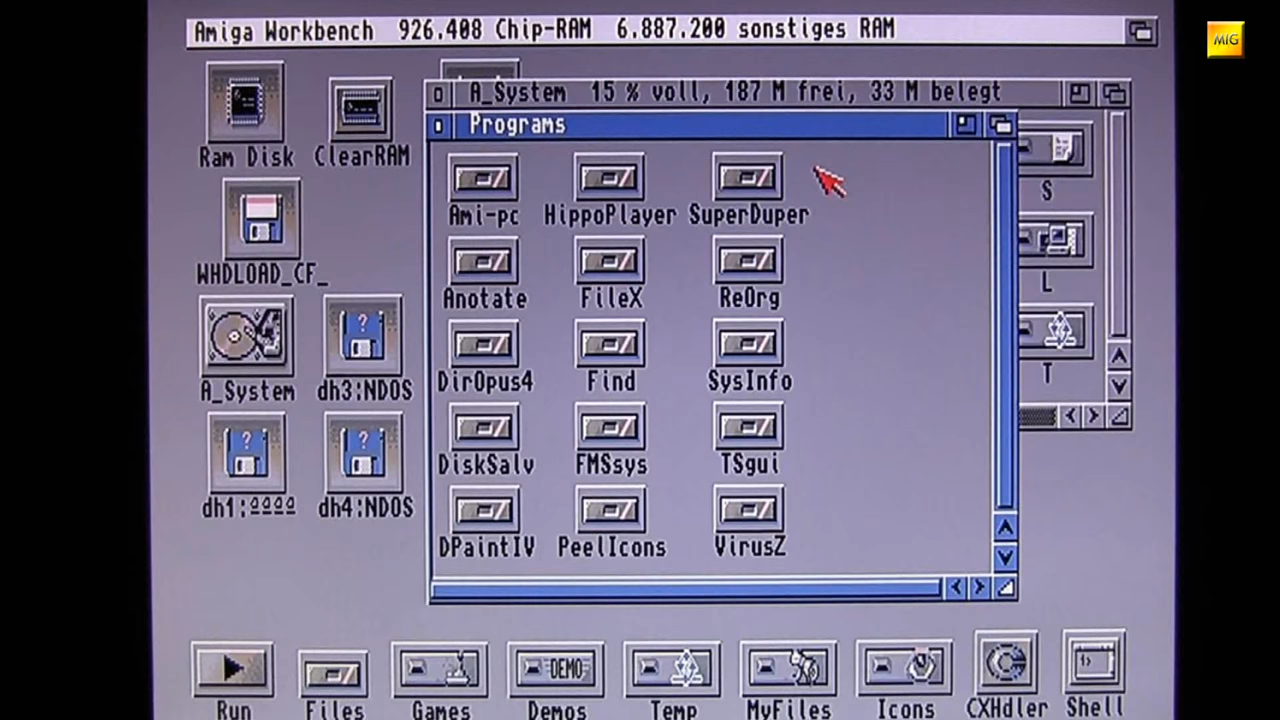 Amiga Workbench 926.408 Chip-RAM 6.887.200 sonstiges RAM
MIG
A_System 15 % voll, 187 M frei, 33 M belegt
Programs
Ram Disk
ClearRAM
WHDLOAD_CF_
A_System
dh3:NDOS
dh4:NDOS
Ami-pc HippoPlayer SuperDuper
Anotate FileX ReOrg
DirOpus4 Find SysInfo
DiskSalv FMSsys TSgui
DPaintIV PeelIcons VirusZ
S
L
T
DEMO
Run Files Games Demos Temp MyFiles Icons CXHdler Shell